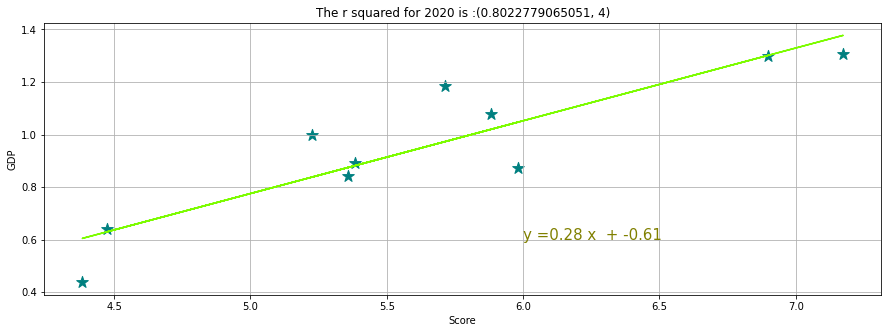 The r squared for 2020 is :(0.8022779065051, 4)
1.4
1.2
1.0
0.8
0.6
0.4
GDP
y =0.28 x  + -0.61
4.5 5.0 5.5 6.0 6.5 7.0
Score